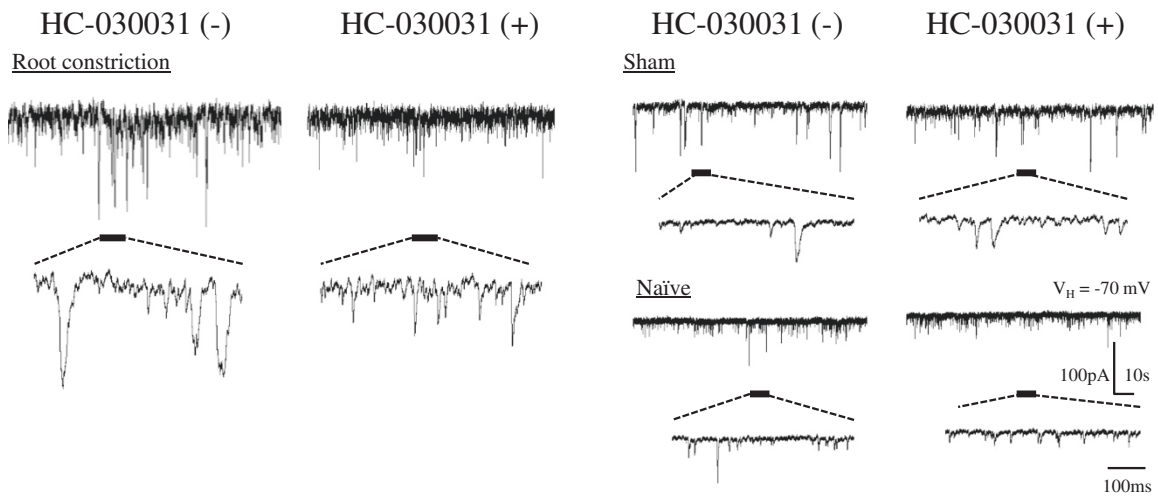 HC-030031 (-)
HC-030031 (+)
HC-030031 (-)
HC-030031 (+)
Root constriction
Sham
Naïve
V_H = -70 mV
100pA
10s
100ms